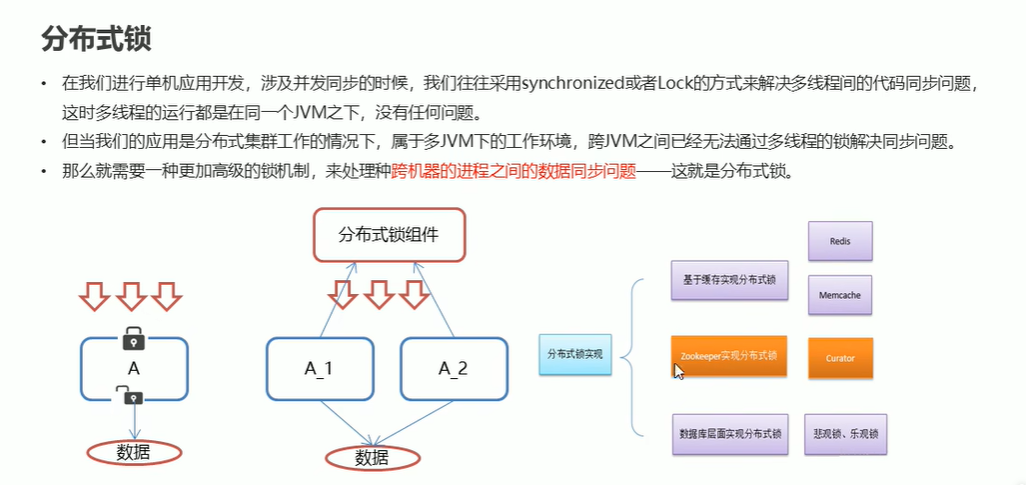 分布式锁
• 在我们进行单机应用开发，涉及并发同步的时候，我们往往采用synchronized或者Lock的方式来解决多线程间的代码同步问题，
这时多线程的运行都是在同一个JVM之下，没有任何问题。
• 但当我们的应用是分布式集群工作的情况下，属于多JVM下的工作环境，跨JVM之间已经无法通过多线程的锁解决同步问题。
• 那么就需要一种更加高级的锁机制，来处理种跨机器的进程之间的数据同步问题——这就是分布式锁。
A
数据
分布式锁组件
A_1
A_2
数据
分布式锁实现
基于缓存实现分布式锁
Redis
Memcache
Zookeeper实现分布式锁
Curator
数据库层面实现分布式锁
悲观锁、乐观锁